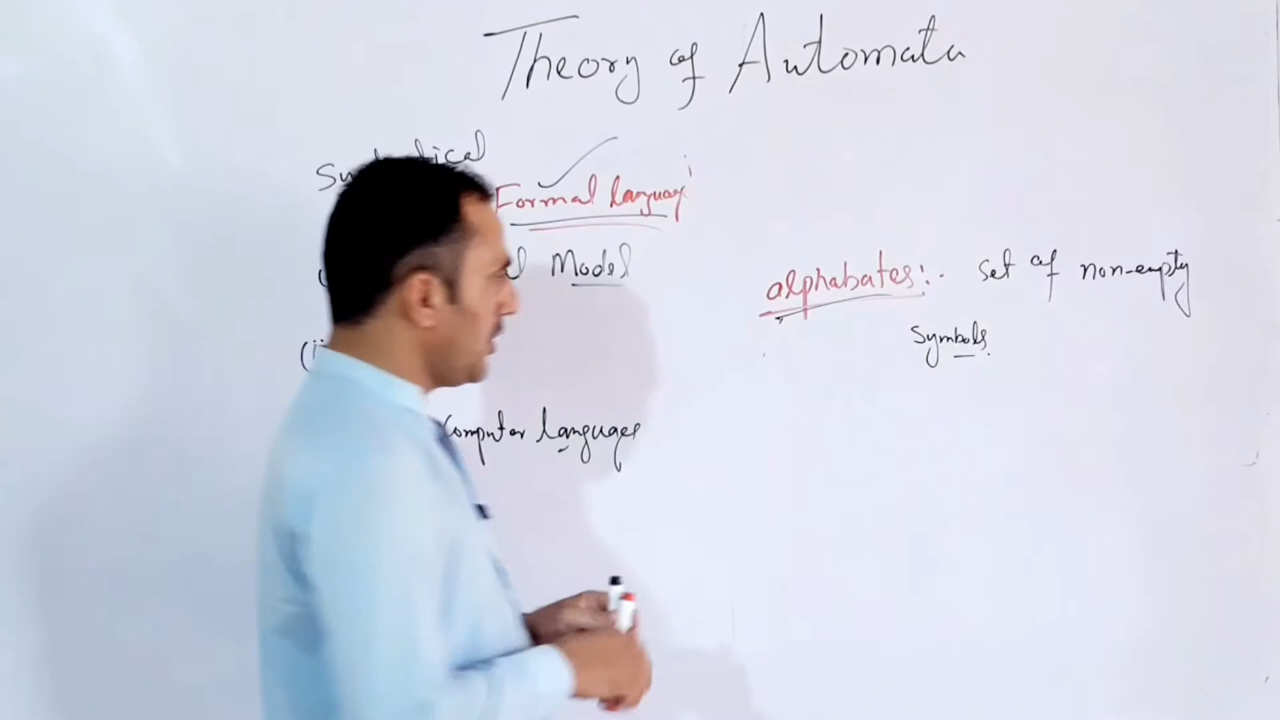 Theory of Automata
Formal language
Model
Computer languages
alphabates:- set of non-empty
symbols.